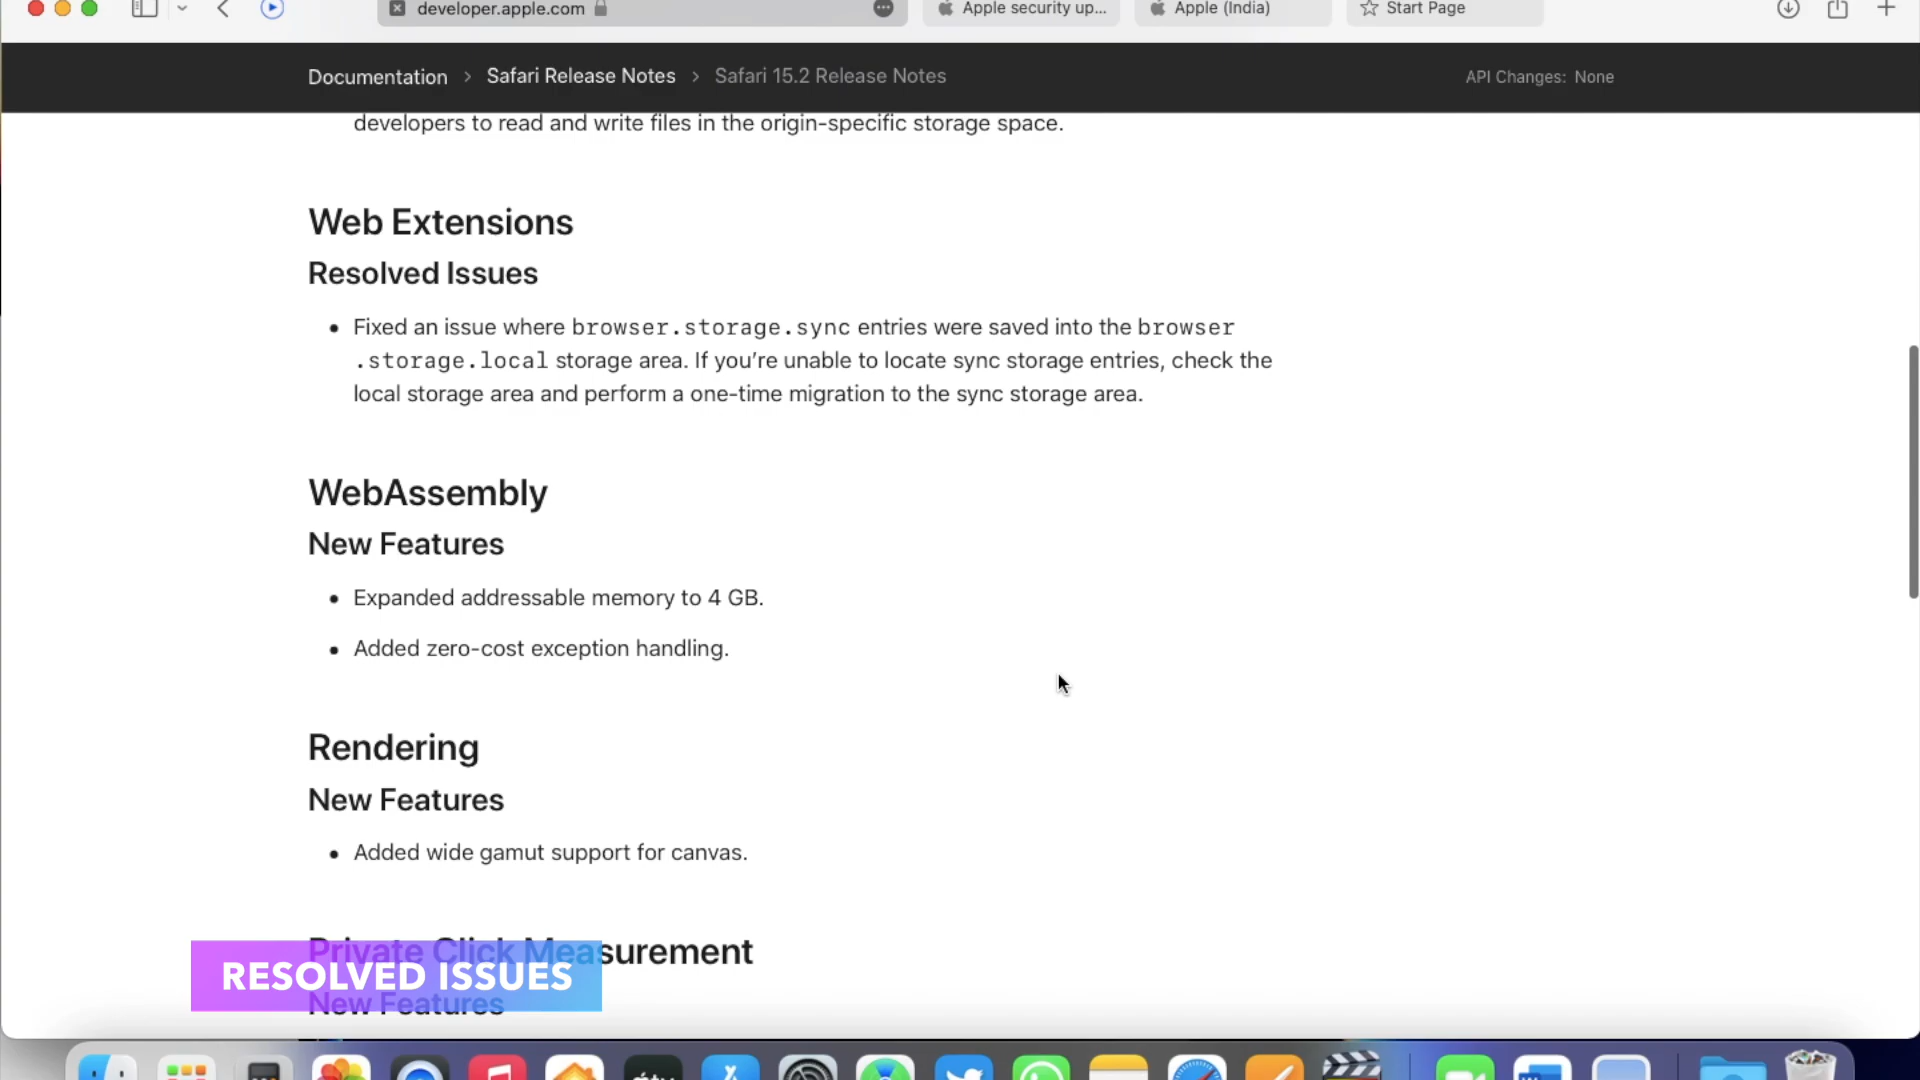 developer.apple.com
Apple security up...
Apple (India)
Start Page
Documentation > Safari Release Notes > Safari 15.2 Release Notes
API Changes: None
developers to read and write files in the origin-specific storage space.
Web Extensions
Resolved Issues
• Fixed an issue where browser.storage.sync entries were saved into the browser
.storage.local storage area. If you’re unable to locate sync storage entries, check the
local storage area and perform a one-time migration to the sync storage area.
WebAssembly
New Features
• Expanded addressable memory to 4 GB.
• Added zero-cost exception handling.
Rendering
New Features
• Added wide gamut support for canvas.
Private Click Measurement
RESOLVED ISSUES
New Features